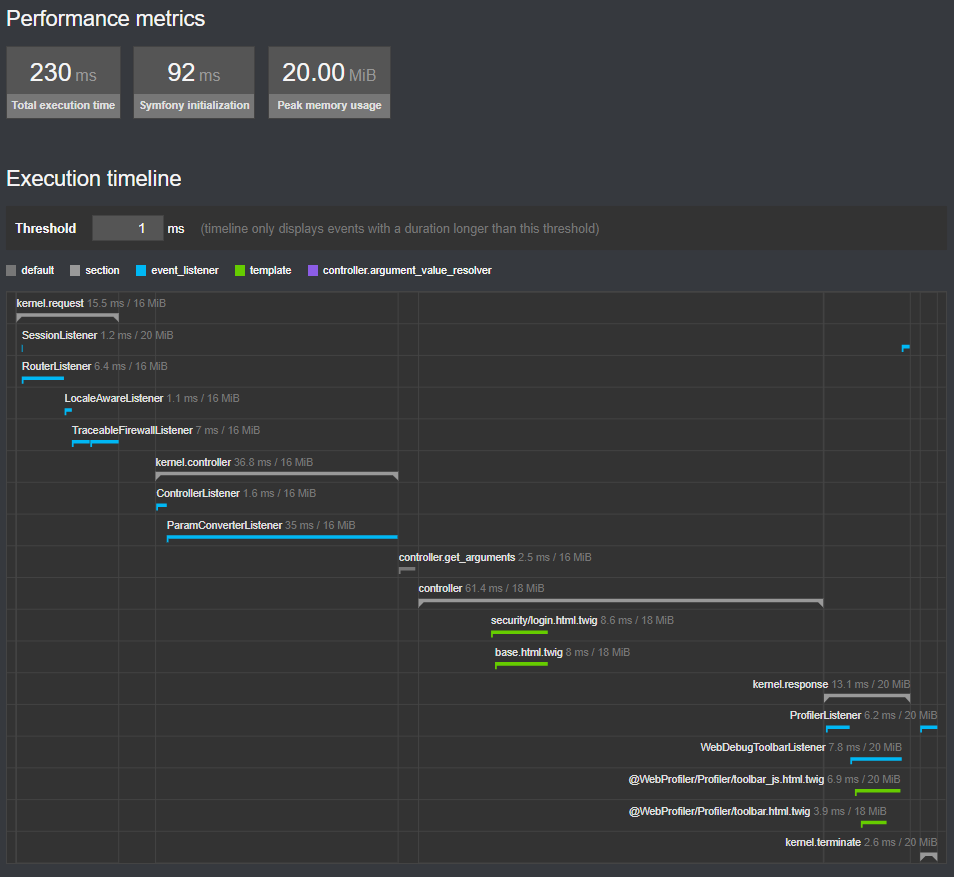 Performance metrics
230 ms
Total execution time
92 ms
Symfony initialization
20.00 MiB
Peak memory usage
Execution timeline
Threshold 1 ms (timeline only displays events with a duration longer than this threshold)
default section event_listener template controller.argument_value_resolver
kernel.request 15.5 ms / 16 MiB
SessionListener 1.2 ms / 20 MiB
RouterListener 6.4 ms / 16 MiB
LocaleAwareListener 1.1 ms / 16 MiB
TraceableFirewallListener 7 ms / 16 MiB
kernel.controller 36.8 ms / 16 MiB
ControllerListener 1.6 ms / 16 MiB
ParamConverterListener 35 ms / 16 MiB
controller.get_arguments 2.5 ms / 16 MiB
controller 61.4 ms / 18 MiB
security/login.html.twig 8.6 ms / 18 MiB
base.html.twig 8 ms / 18 MiB
kernel.response 13.1 ms / 20 MiB
ProfilerListener 6.2 ms / 20 MiB
WebDebugToolbarListener 7.8 ms / 20 MiB
@WebProfiler/Profiler/toolbar_js.html.twig 6.9 ms / 20 MiB
@WebProfiler/Profiler/toolbar.html.twig 3.9 ms / 18 MiB
kernel.terminate 2.6 ms / 20 MiB